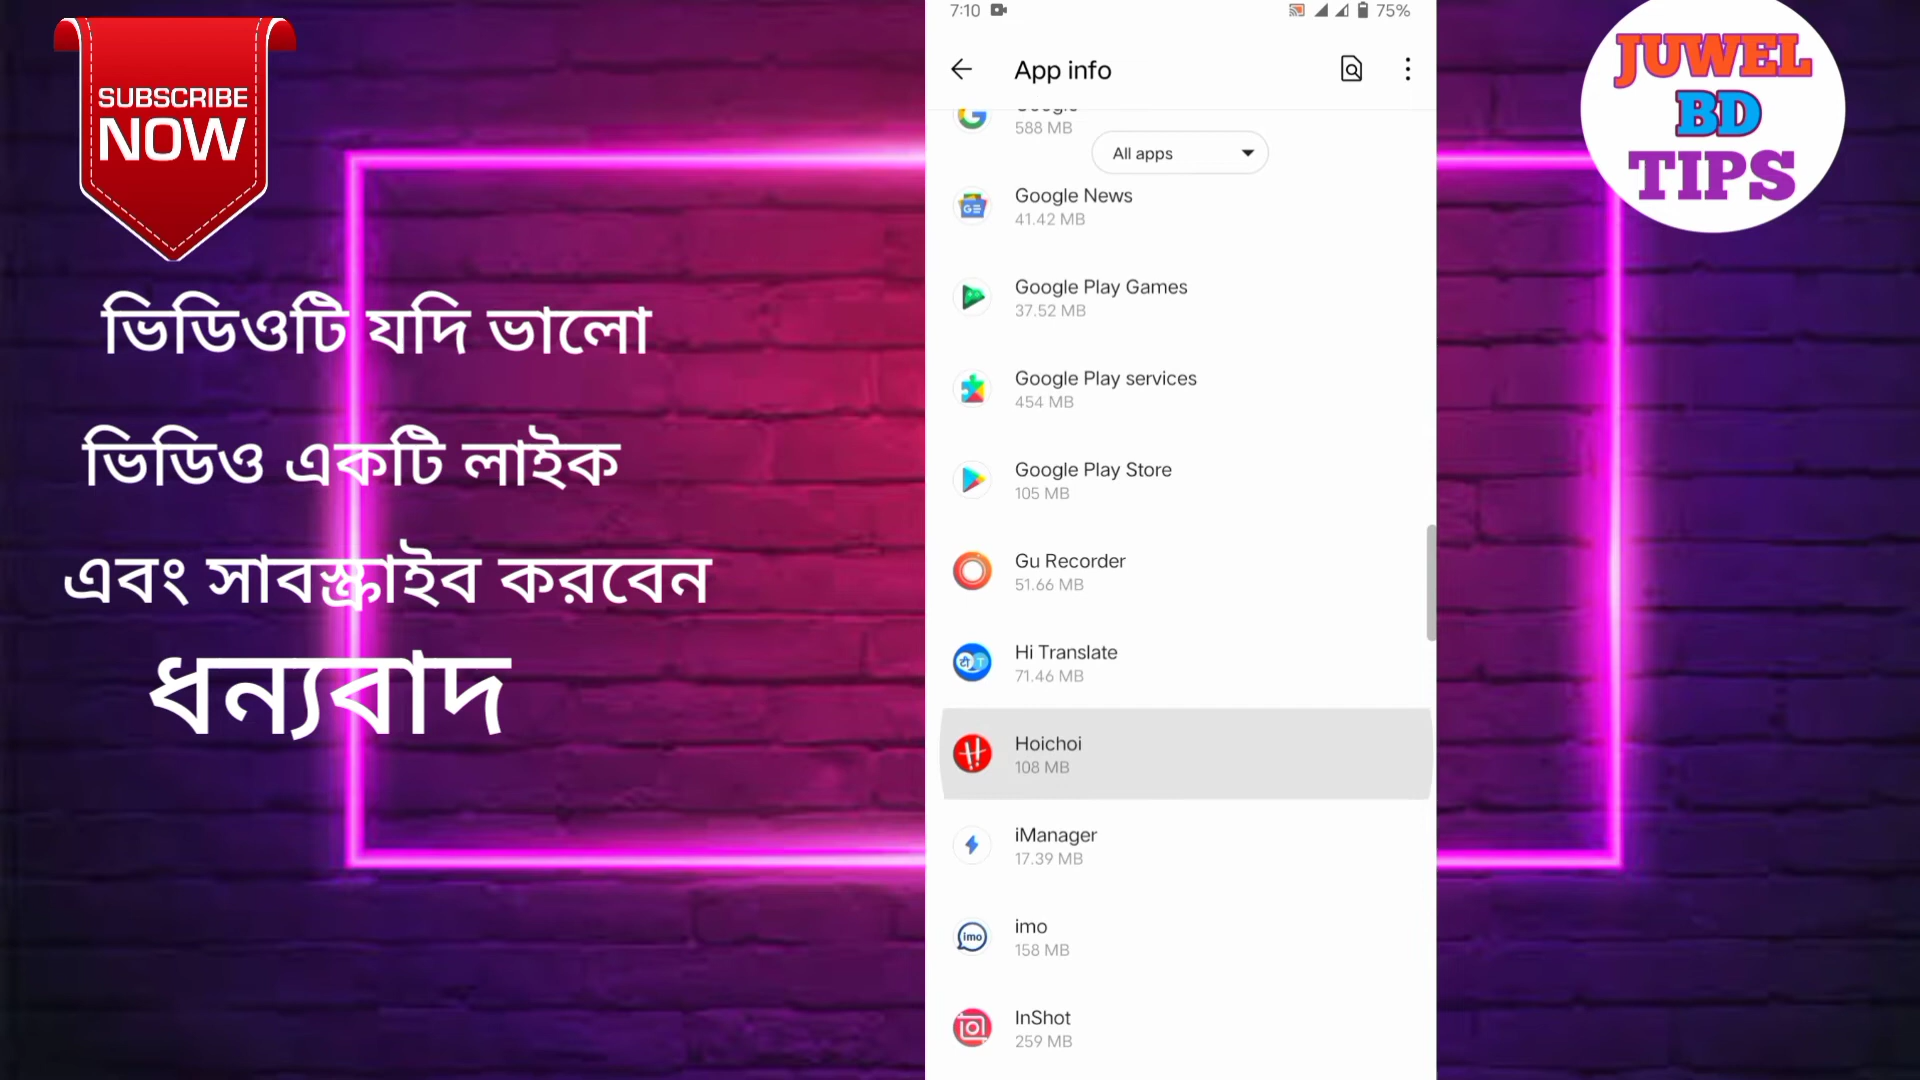 SUBSCRIBE
NOW
ভিডিওটি যদি ভালো
ভিডিও একটি লাইক
এবং সাবস্ক্রাইব করবেন
ধন্যবাদ
7:10
75%
App info
Google
588 MB
All apps
Google News
41.42 MB
Google Play Games
37.52 MB
Google Play services
454 MB
Google Play Store
105 MB
Gu Recorder
51.66 MB
Hi Translate
71.46 MB
Hoichoi
108 MB
iManager
17.39 MB
imo
imo
158 MB
InShot
259 MB
JUWEL
BD
TIPS